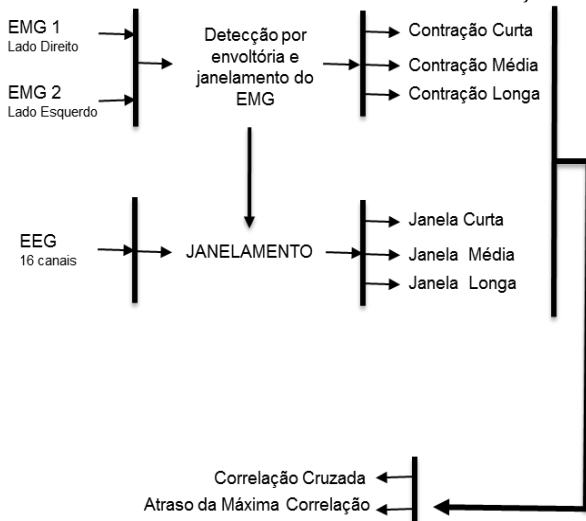 EMG 1
Lado Direito
EMG 2
Lado Esquerdo
Detecção por
envoltória e
janelamento do
EMG
Contração Curta
Contração Média
Contração Longa
EEG
16 canais
JANELAMENTO
Janela Curta
Janela Média
Janela Longa
Correlação Cruzada
Atraso da Máxima Correlação